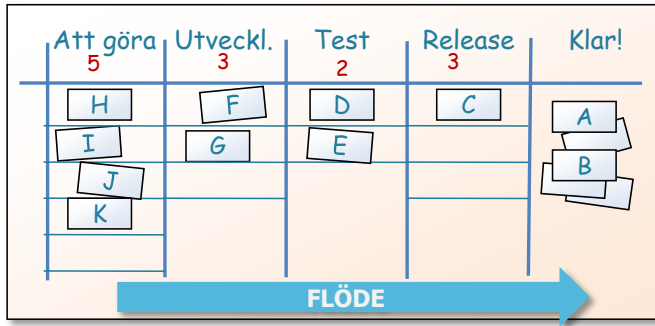 Att göra Utveckl. Test Release Klar!
5 3 2 3
H F D C A
I G E B
J
K
FLÖDE